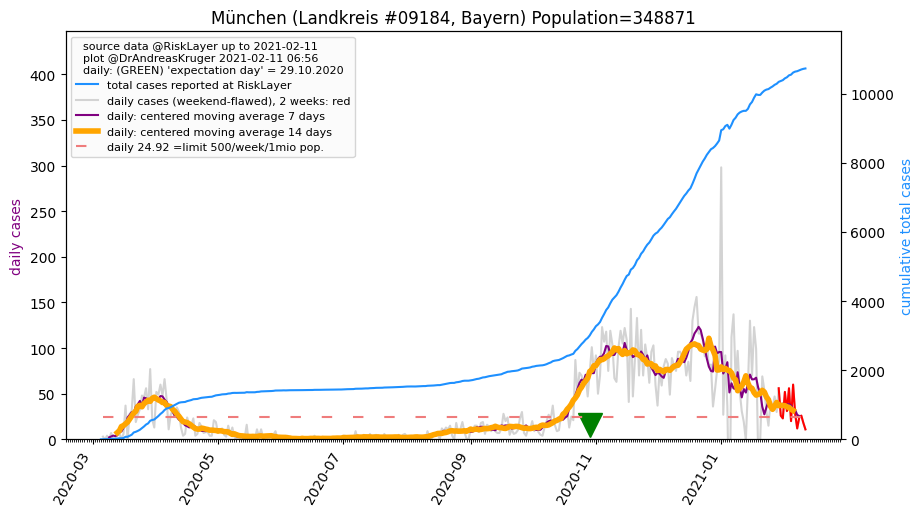 München (Landkreis #09184, Bayern) Population=348871
source data @RiskLayer up to 2021-02-11
plot @DrAndreasKruger 2021-02-11 06:56
daily: (GREEN) 'expectation day' = 29.10.2020
total cases reported at RiskLayer
daily cases (weekend-flawed), 2 weeks: red
daily: centered moving average 7 days
daily: centered moving average 14 days
daily 24.92 =limit 500/week/1mio pop.
daily cases
400
350
300
250
200
150
100
50
0
cumulative total cases
10000
8000
6000
4000
2000
0
2020-03
2020-05
2020-07
2020-09
2020-11
2021-01